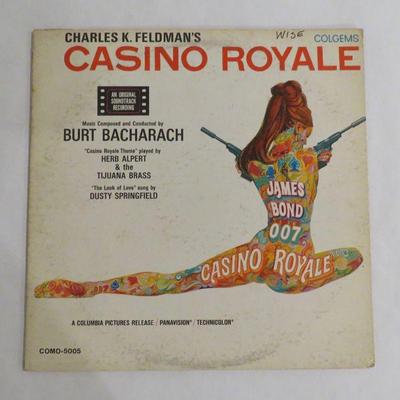 CHARLES K. FELDMAN'S
WISE
COLGEMS
CASINO ROYALE
AN ORIGINAL
SOUNDTRACK
RECORDING
Music Composed and Conducted by
BURT BACHARACH
"Casino Royale Theme" played by
HERB ALPERT
& the
TIJUANA BRASS
"The Look of Love" sung by
DUSTY SPRINGFIELD
JAMES
BOND
007
CASINO ROYALE
A COLUMBIA PICTURES RELEASE / PANAVISION® / TECHNICOLOR®
COMO-5005